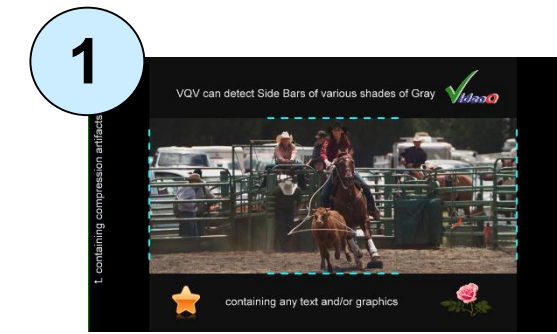 1
VQV can detect Side Bars of various shades of Gray
VideoQ
t. containing compression artifacts
containing any text and/or graphics